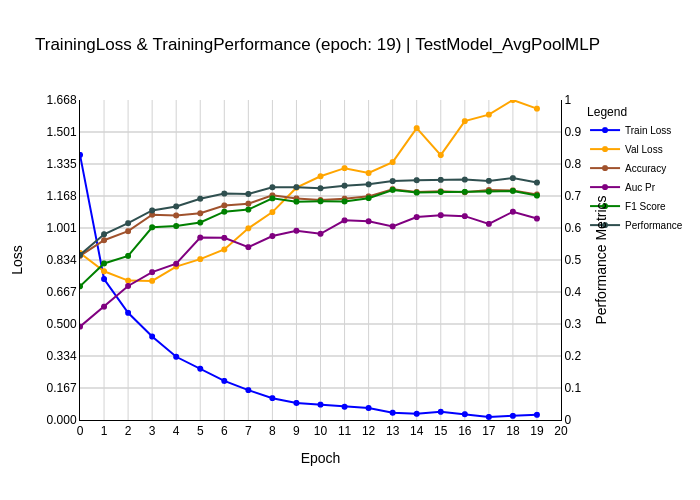 TrainingLoss & TrainingPerformance (epoch: 19) | TestModel_AvgPoolMLP
1.668
1.501
1.335
1.168
1.001
0.834
0.667
0.500
0.334
0.167
0.000
Loss
1
0.9
0.8
0.7
0.6
0.5
0.4
0.3
0.2
0.1
0
Performance Metrics
Legend
Train Loss
Val Loss
Accuracy
Auc Pr
F1 Score
Performance
0 1 2 3 4 5 6 7 8 9 10 11 12 13 14 15 16 17 18 19 20
Epoch